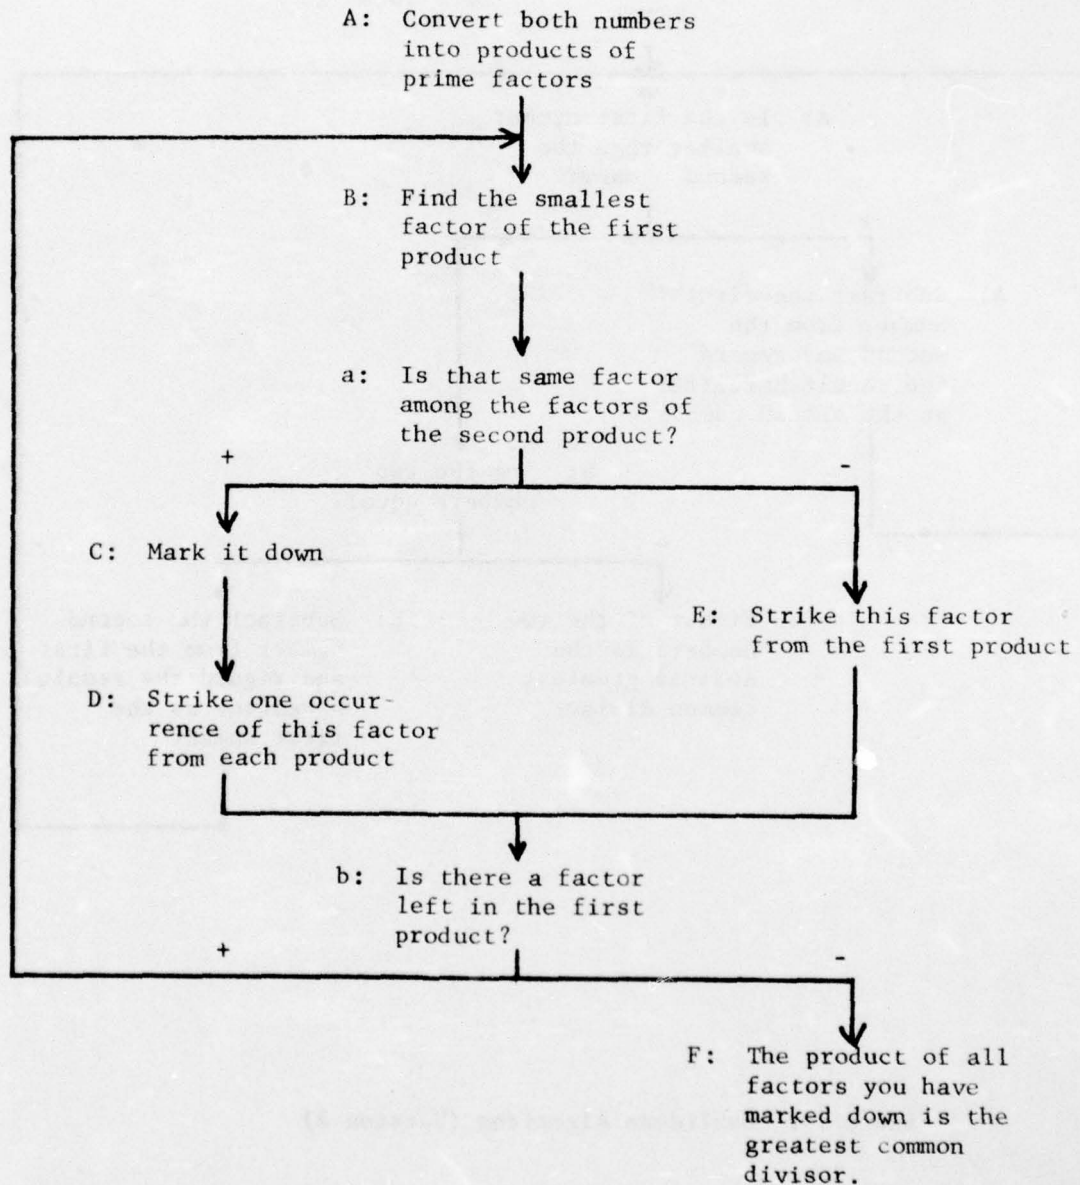 A: Convert both numbers
into products of
prime factors
B: Find the smallest
factor of the first
product
a: Is that same factor
among the factors of
the second product?
+
-
C: Mark it down
E: Strike this factor
from the first product
D: Strike one occur-
rence of this factor
from each product
b: Is there a factor
left in the first
product?
+
-
F: The product of all
factors you have
marked down is the
greatest common
divisor.